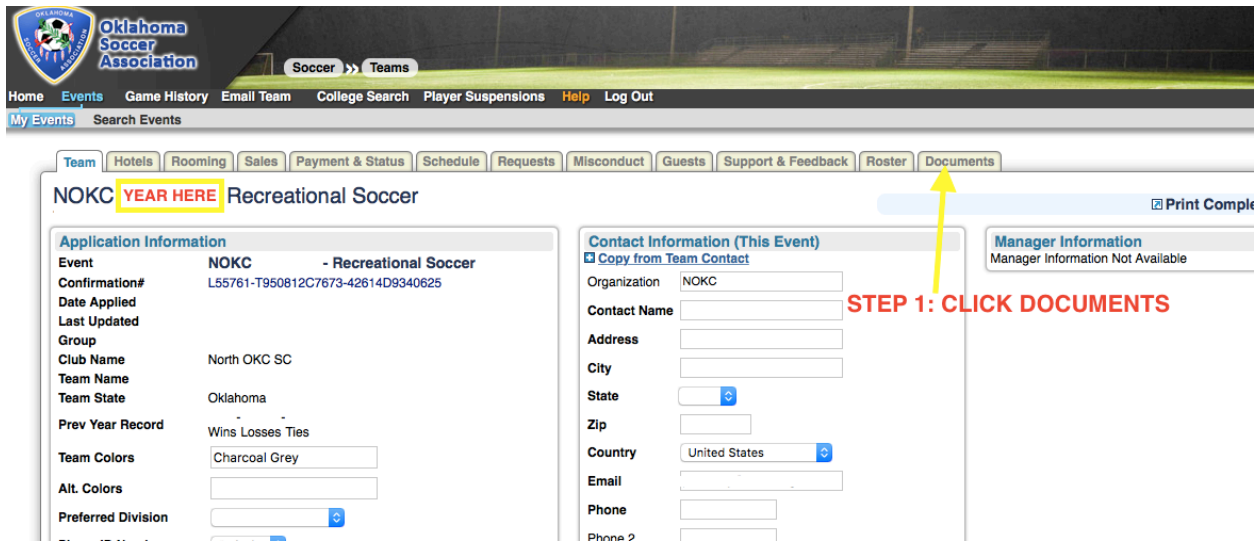 OKLAHOMA
SOCCER
ASSOCIATION
Oklahoma
Soccer
Association
Soccer >> Teams
Home Events Game History Email Team College Search Player Suspensions Help Log Out
My Events Search Events
Team Hotels Rooming Sales Payment & Status Schedule Requests Misconduct Guests Support & Feedback Roster Documents
NOKC YEAR HERE Recreational Soccer
Print Comple
Application Information
Event NOKC - Recreational Soccer
Confirmation# L55761-T950812C7673-42614D9340625
Date Applied
Last Updated
Group
Club Name North OKC SC
Team Name
Team State Oklahoma
Prev Year Record - -
Wins Losses Ties
Team Colors Charcoal Grey
Alt. Colors
Preferred Division
Contact Information (This Event)
Copy from Team Contact
Organization NOKC
Contact Name
Address
City
State
Zip
Country United States
Email
Phone
Phone 2
Manager Information
Manager Information Not Available
STEP 1: CLICK DOCUMENTS